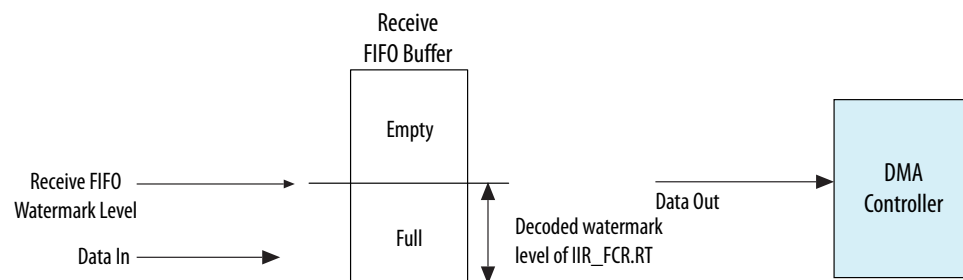 Receive
FIFO Buffer
Empty
Receive FIFO
Watermark Level
Data In
Full
Decoded watermark
level of IIR_FCR.RT
Data Out
DMA
Controller